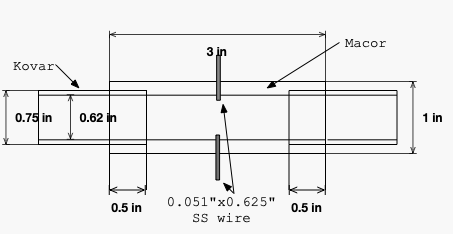 3 in
Macor
Kovar
0.75 in
0.62 in
1 in
0.5 in
0.051"x0.625"
SS wire
0.5 in